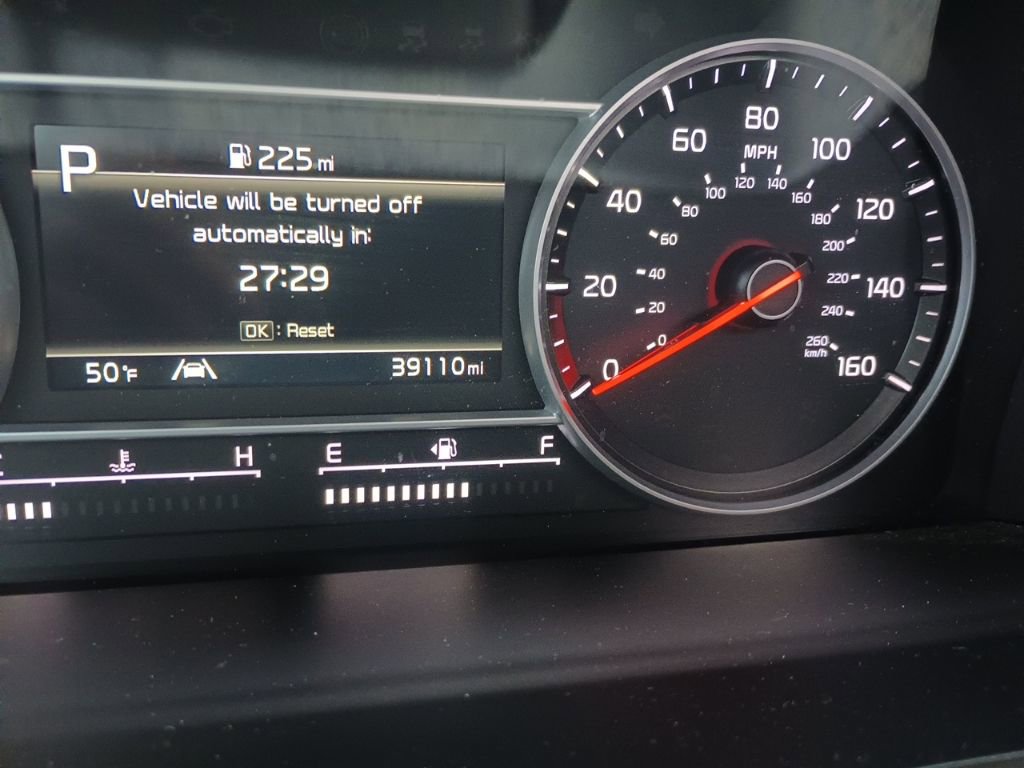 P
225 mi
Vehicle will be turned off
automatically in:
27:29
OK : Reset
50°F
39110 mi
H
E
F
0
20
40
60
80
100
120
140
160
MPH
0
20
40
60
80
100
120
140
160
180
200
220
240
260
km/h